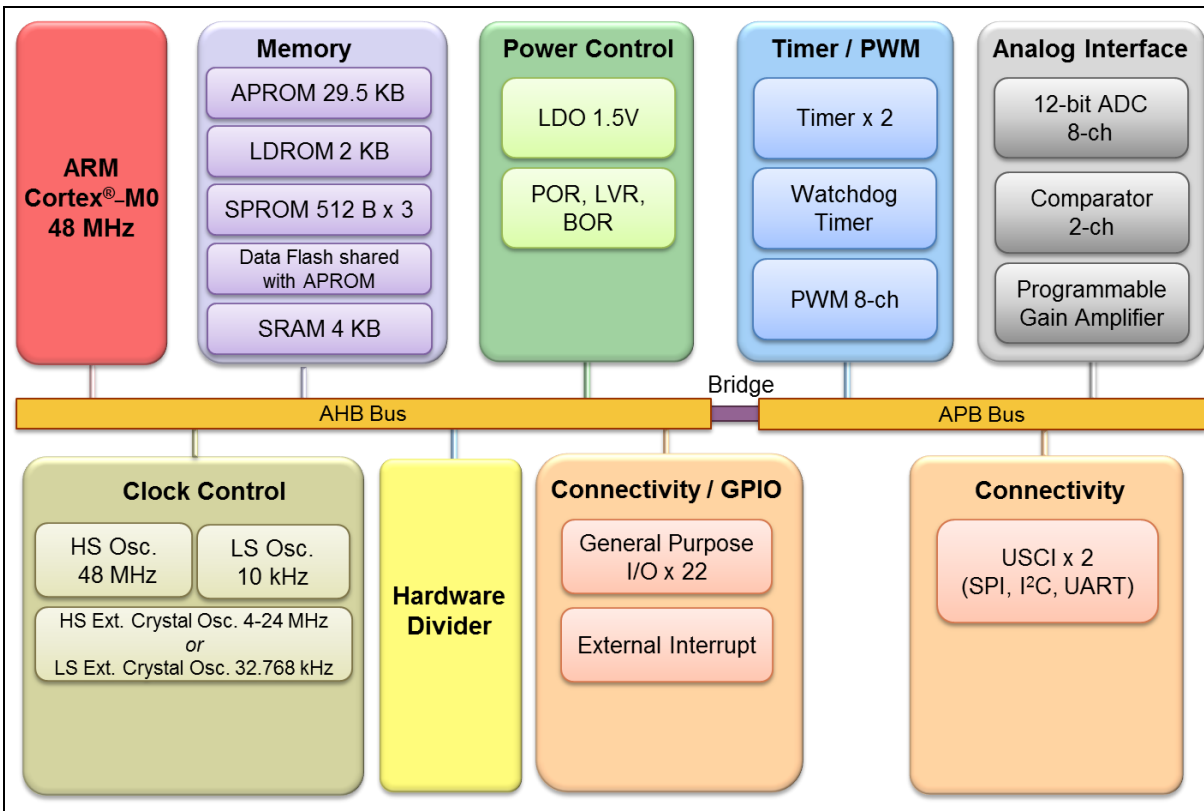 ARM
Cortex®-M0
48 MHz
Memory
APROM 29.5 KB
LDROM 2 KB
SPROM 512 B x 3
Data Flash shared
with APROM
SRAM 4 KB
Power Control
LDO 1.5V
POR, LVR,
BOR
Timer / PWM
Timer x 2
Watchdog
Timer
PWM 8-ch
Analog Interface
12-bit ADC
8-ch
Comparator
2-ch
Programmable
Gain Amplifier
Bridge
AHB Bus
APB Bus
Clock Control
HS Osc.
48 MHz
LS Osc.
10 kHz
HS Ext. Crystal Osc. 4-24 MHz
or
LS Ext. Crystal Osc. 32.768 kHz
Hardware
Divider
Connectivity / GPIO
General Purpose
I/O x 22
External Interrupt
Connectivity
USCI x 2
(SPI, I²C, UART)